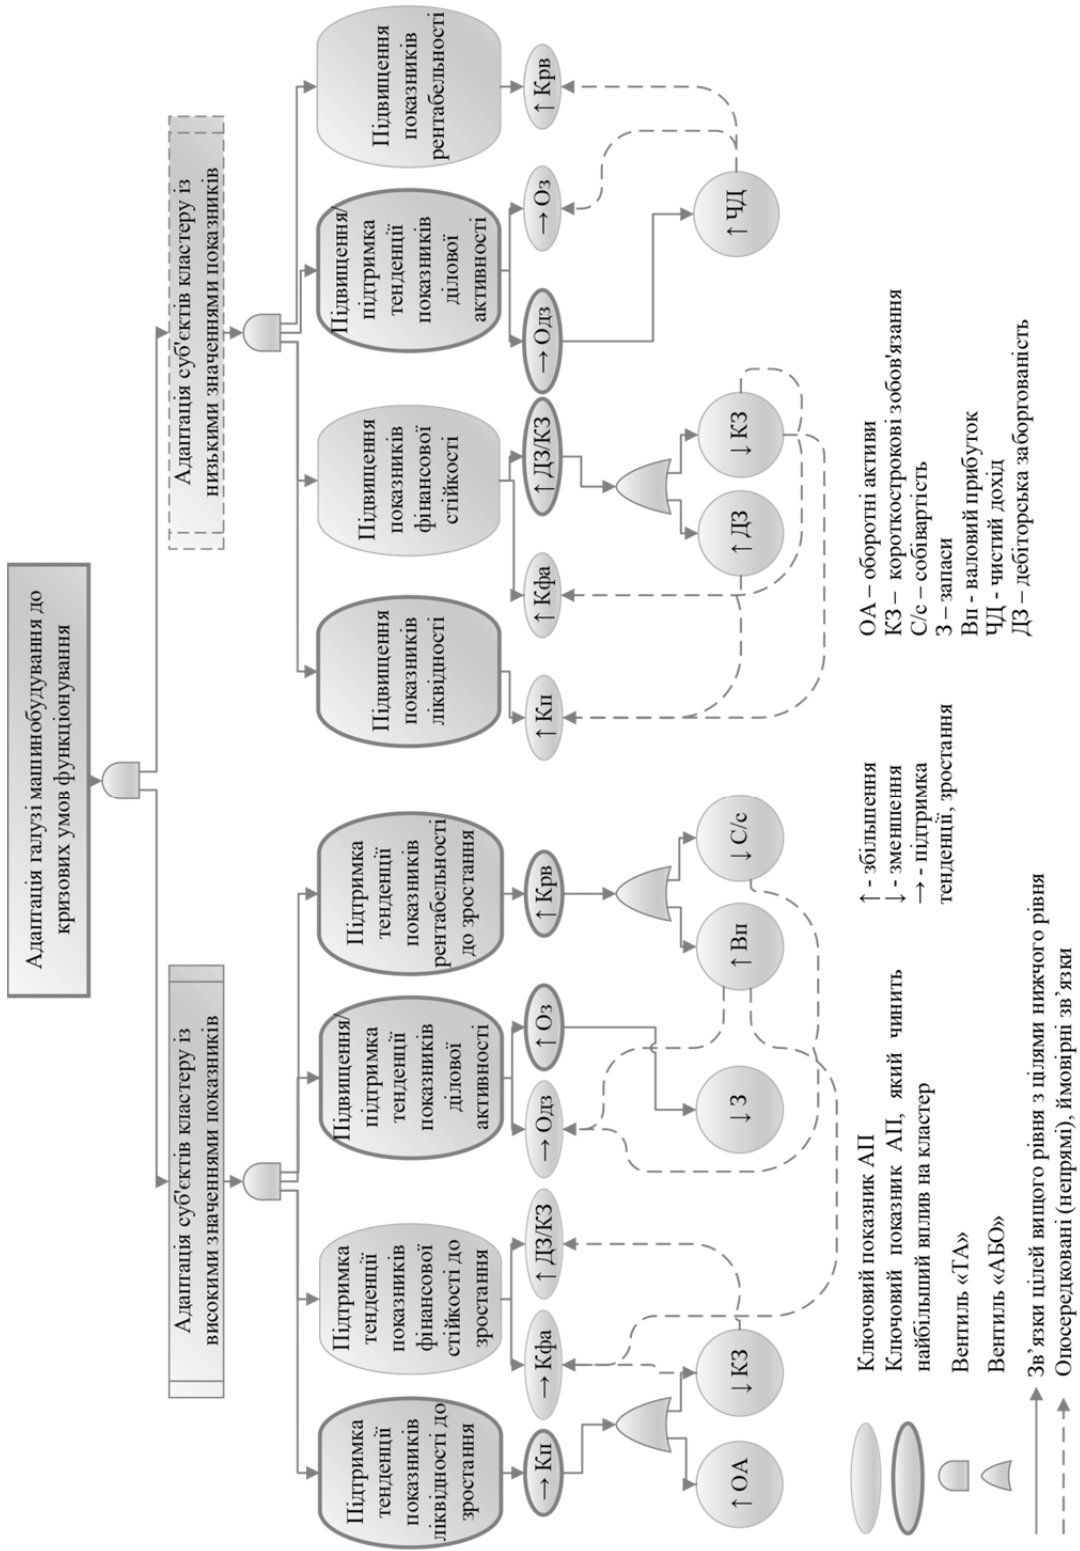 Адаптація галузі машинобудування до
кризових умов функціонування
Адаптація суб'єктів кластеру із
високими значеннями показників
Адаптація суб'єктів кластеру із
низькими значеннями показників
Підтримка
тенденції
показників
ліквідності до
зростання
Підтримка
тенденції
показників
фінансової
стійкості до
зростання
Підвищення/
підтримка
тенденції
показників
ділової
активності
Підтримка
тенденції
показників
рентабельності
до зростання
Підвищення
показників
ліквідності
Підвищення
показників
фінансової
стійкості
Підвищення/
підтримка
тенденції
показників
ділової
активності
Підвищення
показників
рентабельності
→ Кп
→ Кфа
↑ ДЗ/КЗ
→ Одз
↑ Оз
↑ Крв
↑ Кп
↑ Кфа
↑ ДЗ/КЗ
→ Одз
→ Оз
↑ Крв
↑ ОА
↓ КЗ
↓ З
↑ Вп
↓ С/с
↑ ДЗ
↓ КЗ
↑ ЧД
Ключовий показник АП
Ключовий показник АП, який чинить
найбільший вплив на кластер
Вентиль «ТА»
Вентиль «АБО»
Зв'язки цілей вищого рівня з цілями нижчого рівня
Опосередковані (непрямі), ймовірні зв'язки
↑ - збільшення
↓ - зменшення
→ - підтримка
тенденції, зростання
ОА – оборотні активи
КЗ – короткострокові зобов'язання
С/с – собівартість
З – запаси
Вп - валовий прибуток
ЧД - чистий дохід
ДЗ – дебіторська заборгованість